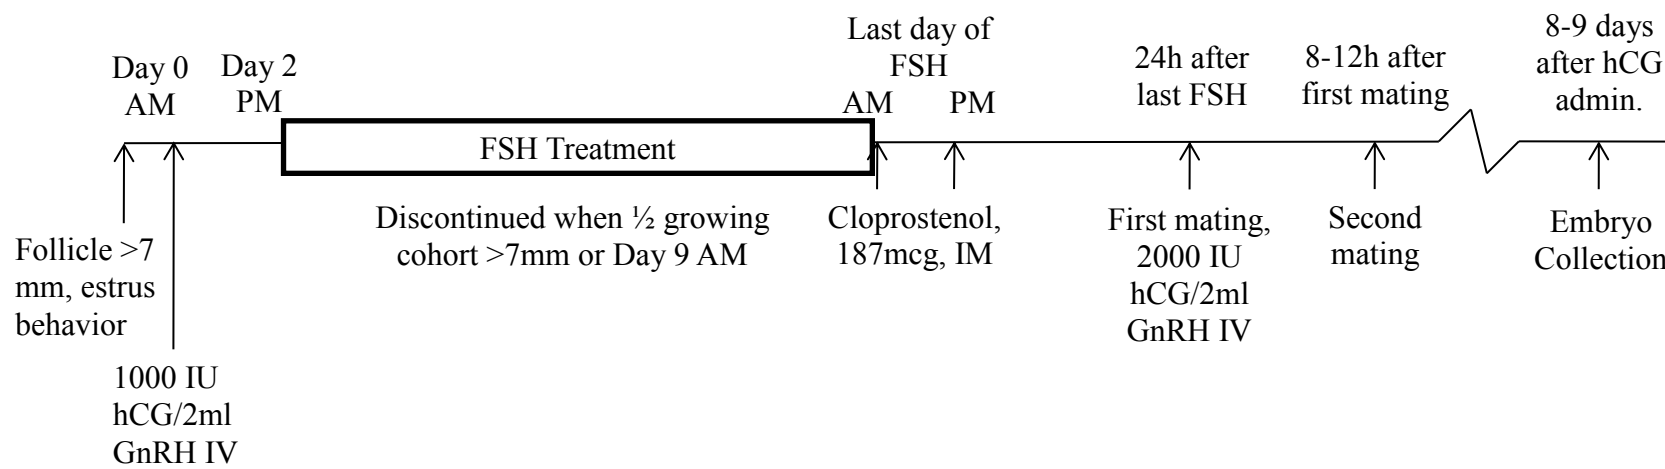 Day 0
AM
Day 2
PM
Last day of
FSH
AM
PM
24h after
last FSH
8-12h after
first mating
8-9 days
after hCG
admin.
FSH Treatment
Follicle >7
mm, estrus
behavior
1000 IU
hCG/2ml
GnRH IV
Discontinued when ½ growing
cohort >7mm or Day 9 AM
Cloprostenol,
187mcg, IM
First mating,
2000 IU
hCG/2ml
GnRH IV
Second
mating
Embryo
Collection